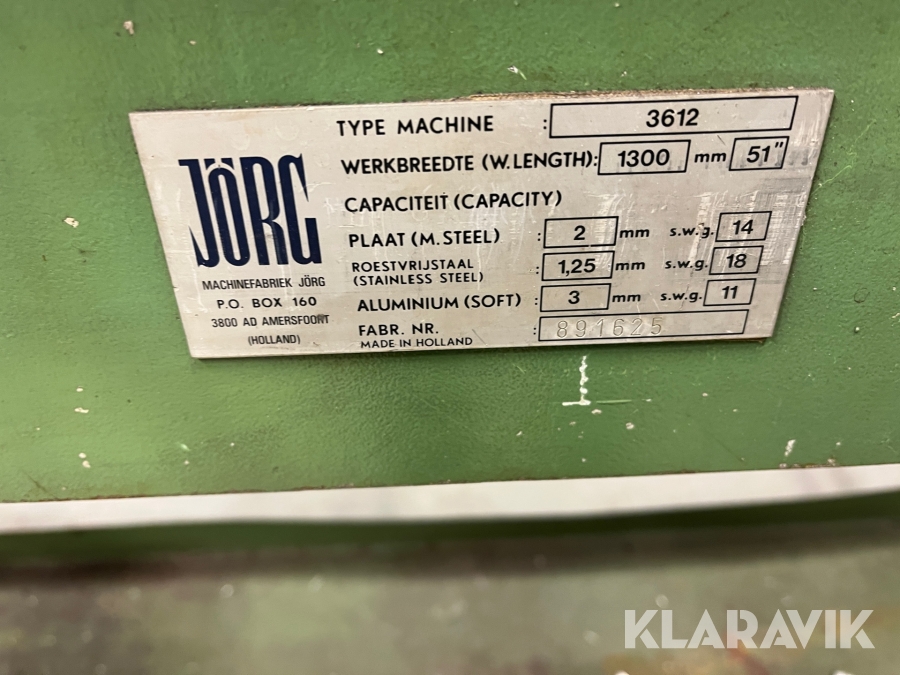 JÖRG
MACHINEFABRIEK JÖRG
P.O. BOX 160
3800 AD AMERSFOORT
(HOLLAND)
TYPE MACHINE : 3612
WERKBREEDTE (W.LENGTH): 1300 mm 51"
CAPACITEIT (CAPACITY)
PLAAT (M. STEEL) : 2 mm s.w.g. 14
ROESTVRIJSTAAL
(STAINLESS STEEL) : 1,25 mm s.w.g. 18
ALUMINIUM (SOFT) : 3 mm s.w.g. 11
FABR. NR. : 891625
MADE IN HOLLAND
KLARAVIK